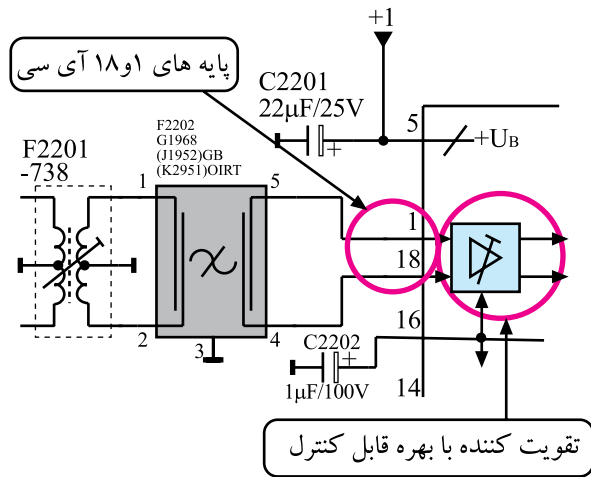 +1
پایه های ۱و۱۸ آی سی
C2201
22µF/25V
+
5
+UB
F2201
-738
F2202
G1968
(J1952)GB
(K2951)OIRT
1
5
1
18
2
3
4
16
C2202
+
1µF/100V
14
تقویت کننده با بهره قابل کنترل